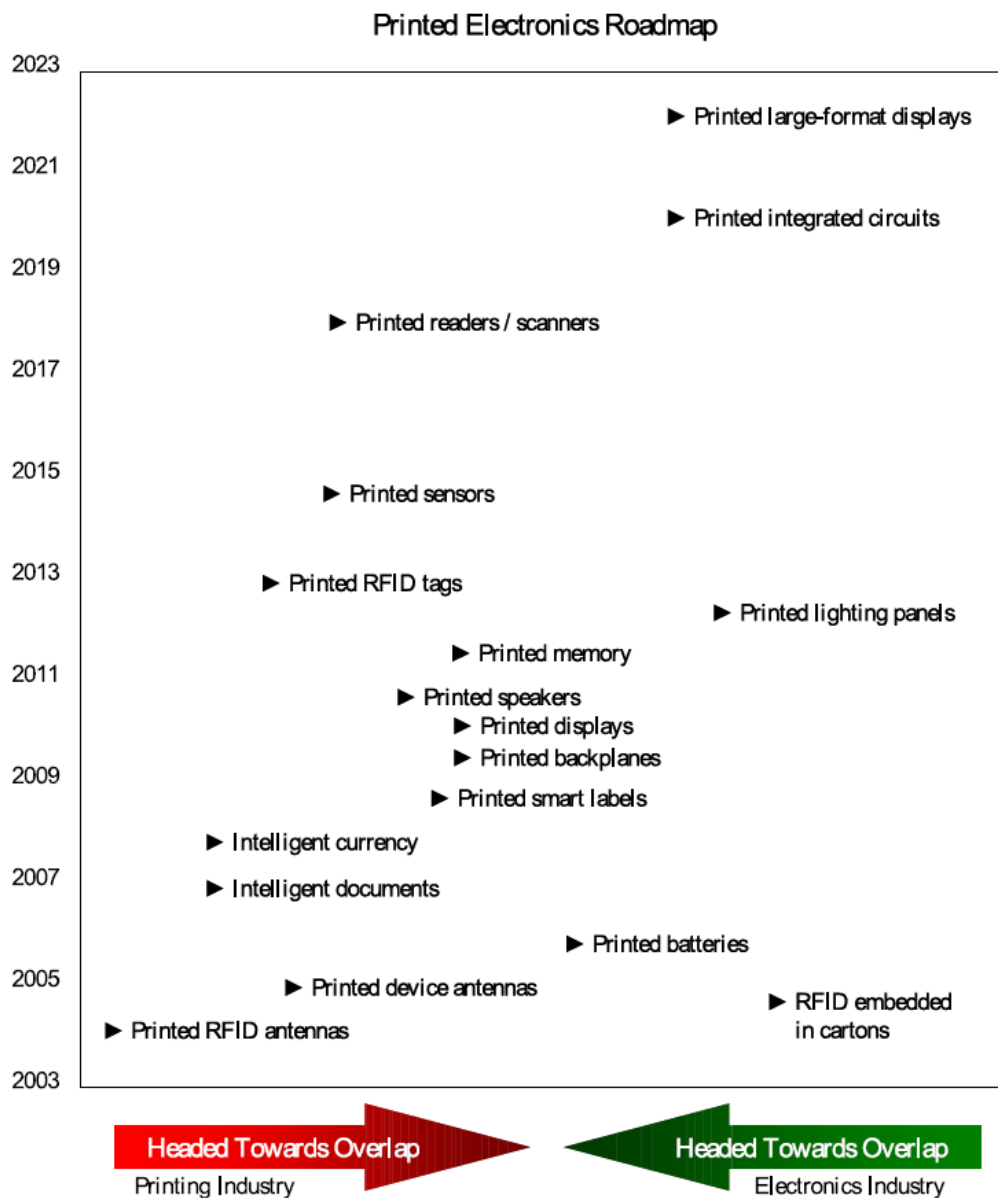 Printed Electronics Roadmap
2023
Printed large-format displays
2021
Printed integrated circuits
2019
Printed readers / scanners
2017
2015
Printed sensors
2013
Printed RFID tags
Printed lighting panels
Printed memory
2011
Printed speakers
Printed displays
Printed backplanes
2009
Printed smart labels
Intelligent currency
2007
Intelligent documents
Printed batteries
2005
Printed device antennas
RFID embedded
in cartons
Printed RFID antennas
2003
Headed Towards Overlap
Headed Towards Overlap
Printing Industry
Electronics Industry